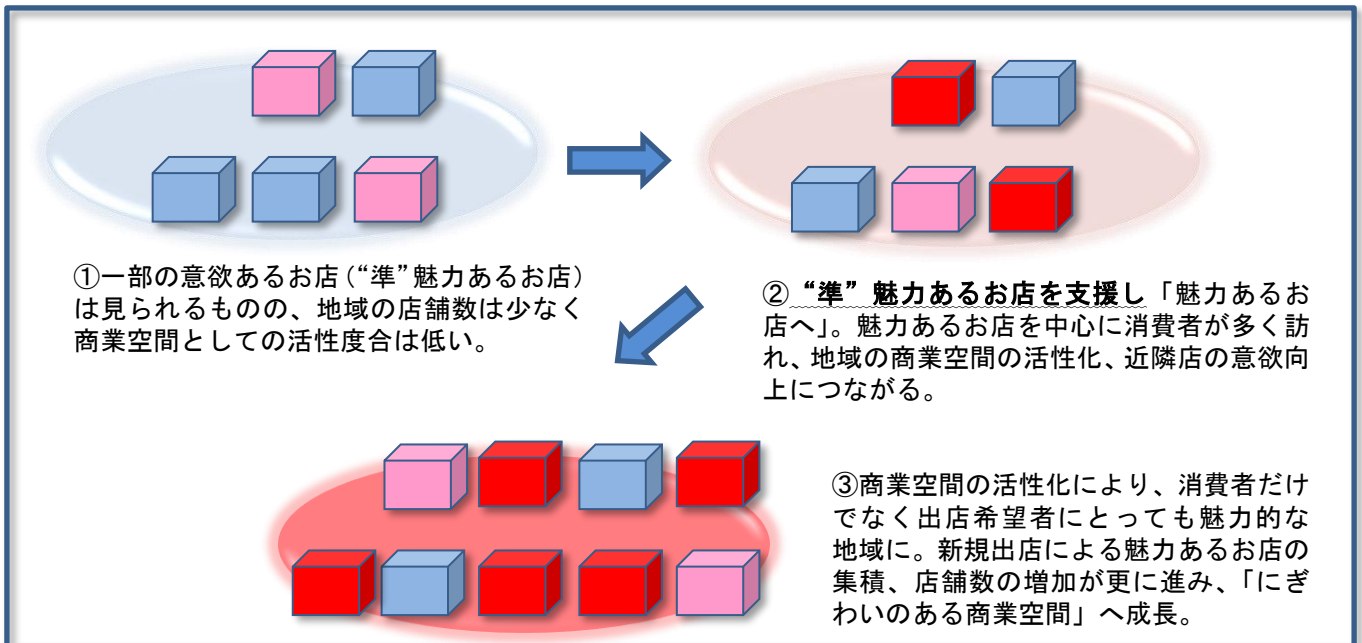 ①一部の意欲あるお店（“準”魅力あるお店）
は見られるものの、地域の店舗数は少なく
商業空間としての活性度合は低い。
②“準”魅力あるお店を支援し「魅力あるお
店へ」。魅力あるお店を中心に消費者が多く訪
れ、地域の商業空間の活性化、近隣店の意欲向
上につながる。
③商業空間の活性化により、消費者だけ
でなく出店希望者にとっても魅力的な
地域に。新規出店による魅力あるお店の
集積、店舗数の増加が更に進み、「にぎ
わいのある商業空間」へ成長。